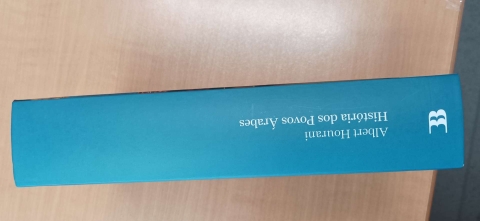 Albert Hourani
História dos Povos Árabes